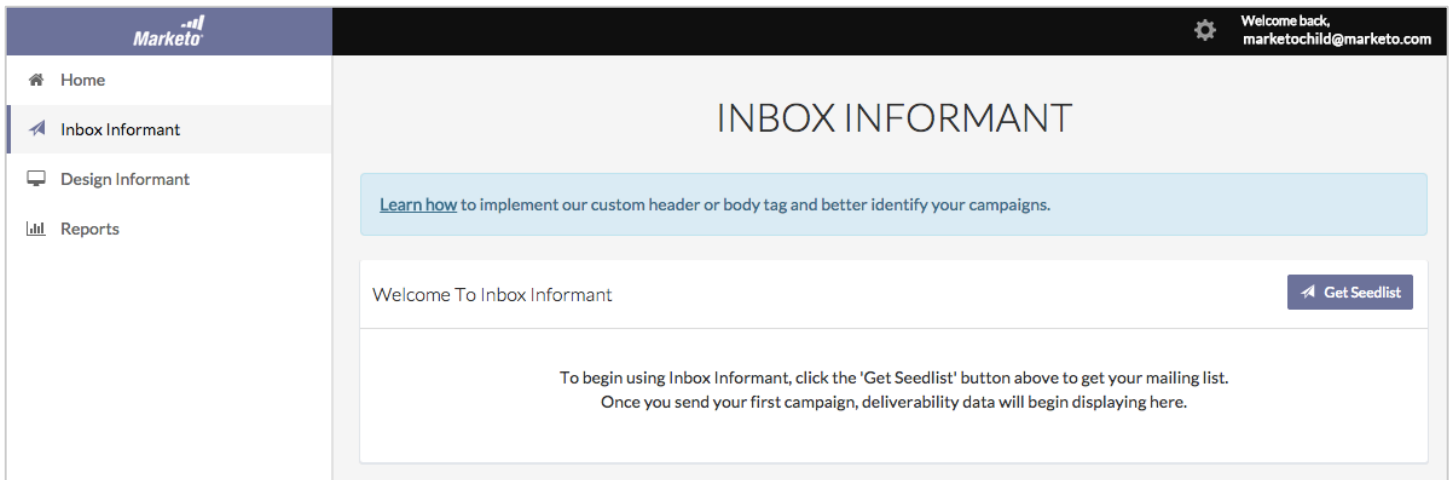 Marketo
Welcome back,
marketochild@marketo.com
Home
Inbox Informant
Design Informant
Reports
INBOX INFORMANT
Learn how to implement our custom header or body tag and better identify your campaigns.
Welcome To Inbox Informant
Get Seedlist
To begin using Inbox Informant, click the 'Get Seedlist' button above to get your mailing list.
Once you send your first campaign, deliverability data will begin displaying here.